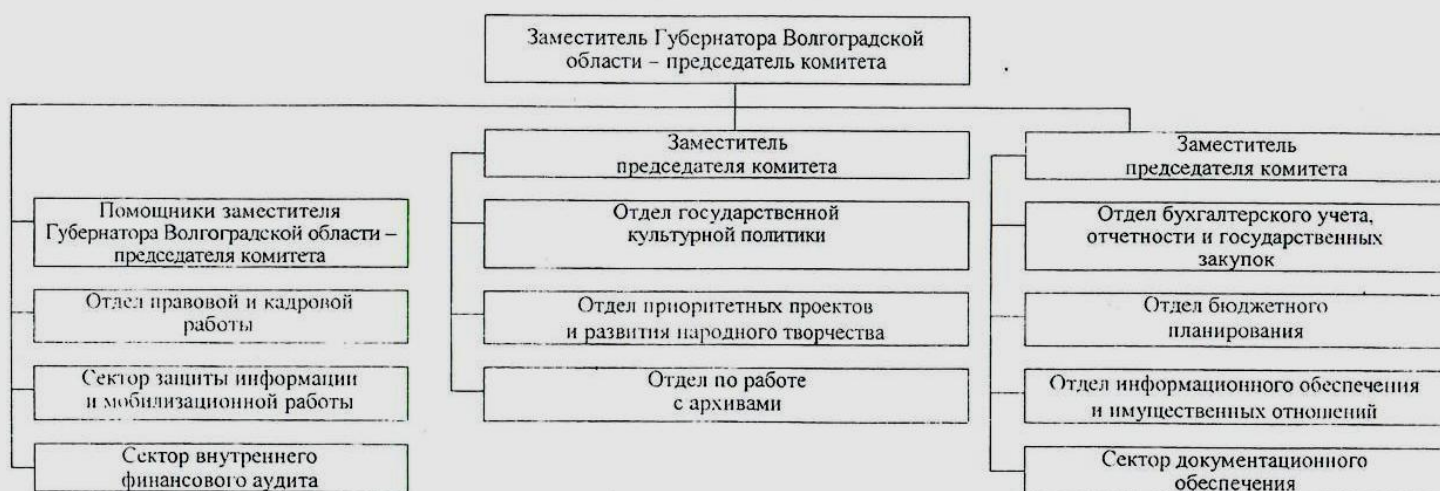 Заместитель Губернатора Волгоградской
области – председатель комитета
Помощники заместителя
Губернатора Волгоградской области –
председателя комитета
Отдел правовой и кадровой
работы
Сектор защиты информации
и мобилизационной работы
Сектор внутреннего
финансового аудита
Заместитель
председателя комитета
Отдел государственной
культурной политики
Отдел приоритетных проектов
и развития народного творчества
Отдел по работе
с архивами
Заместитель
председателя комитета
Отдел бухгалтерского учета,
отчетности и государственных
закупок
Отдел бюджетного
планирования
Отдел информационного обеспечения
и имущественных отношений
Сектор документационного
обеспечения